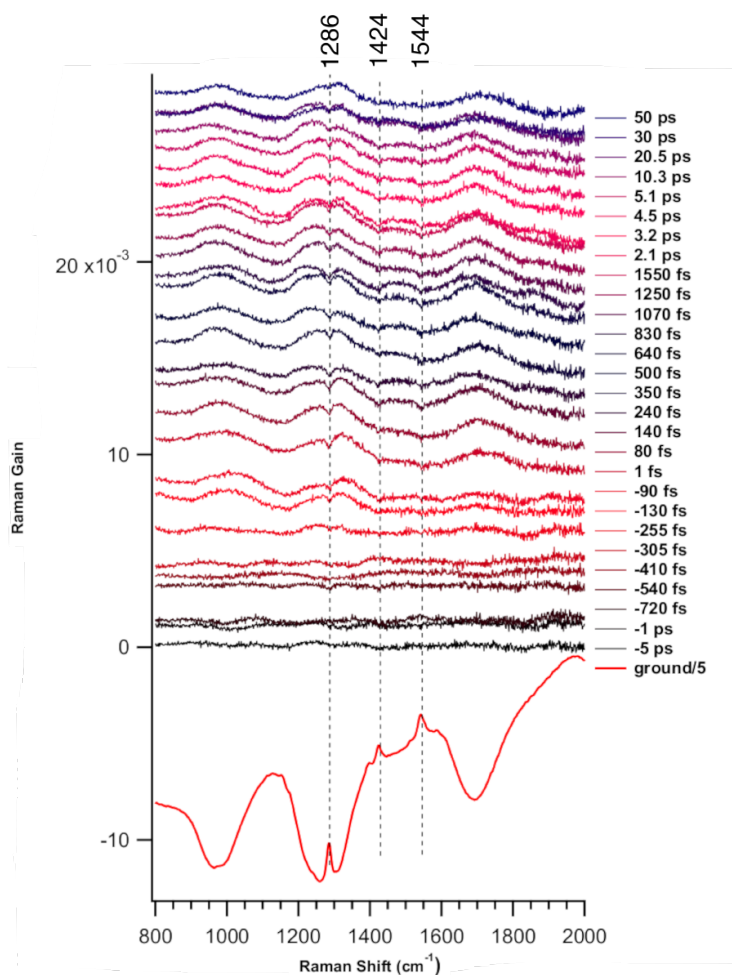 1286
1424
1544
50 ps
30 ps
20.5 ps
10.3 ps
5.1 ps
4.5 ps
3.2 ps
2.1 ps
1550 fs
1250 fs
1070 fs
830 fs
640 fs
500 fs
350 fs
240 fs
140 fs
80 fs
1 fs
-90 fs
-130 fs
-255 fs
-305 fs
-410 fs
-540 fs
-720 fs
-1 ps
-5 ps
ground/5
20 x10⁻³
10
0
-10
Raman Gain
800 1000 1200 1400 1600 1800 2000
Raman Shift (cm⁻¹)